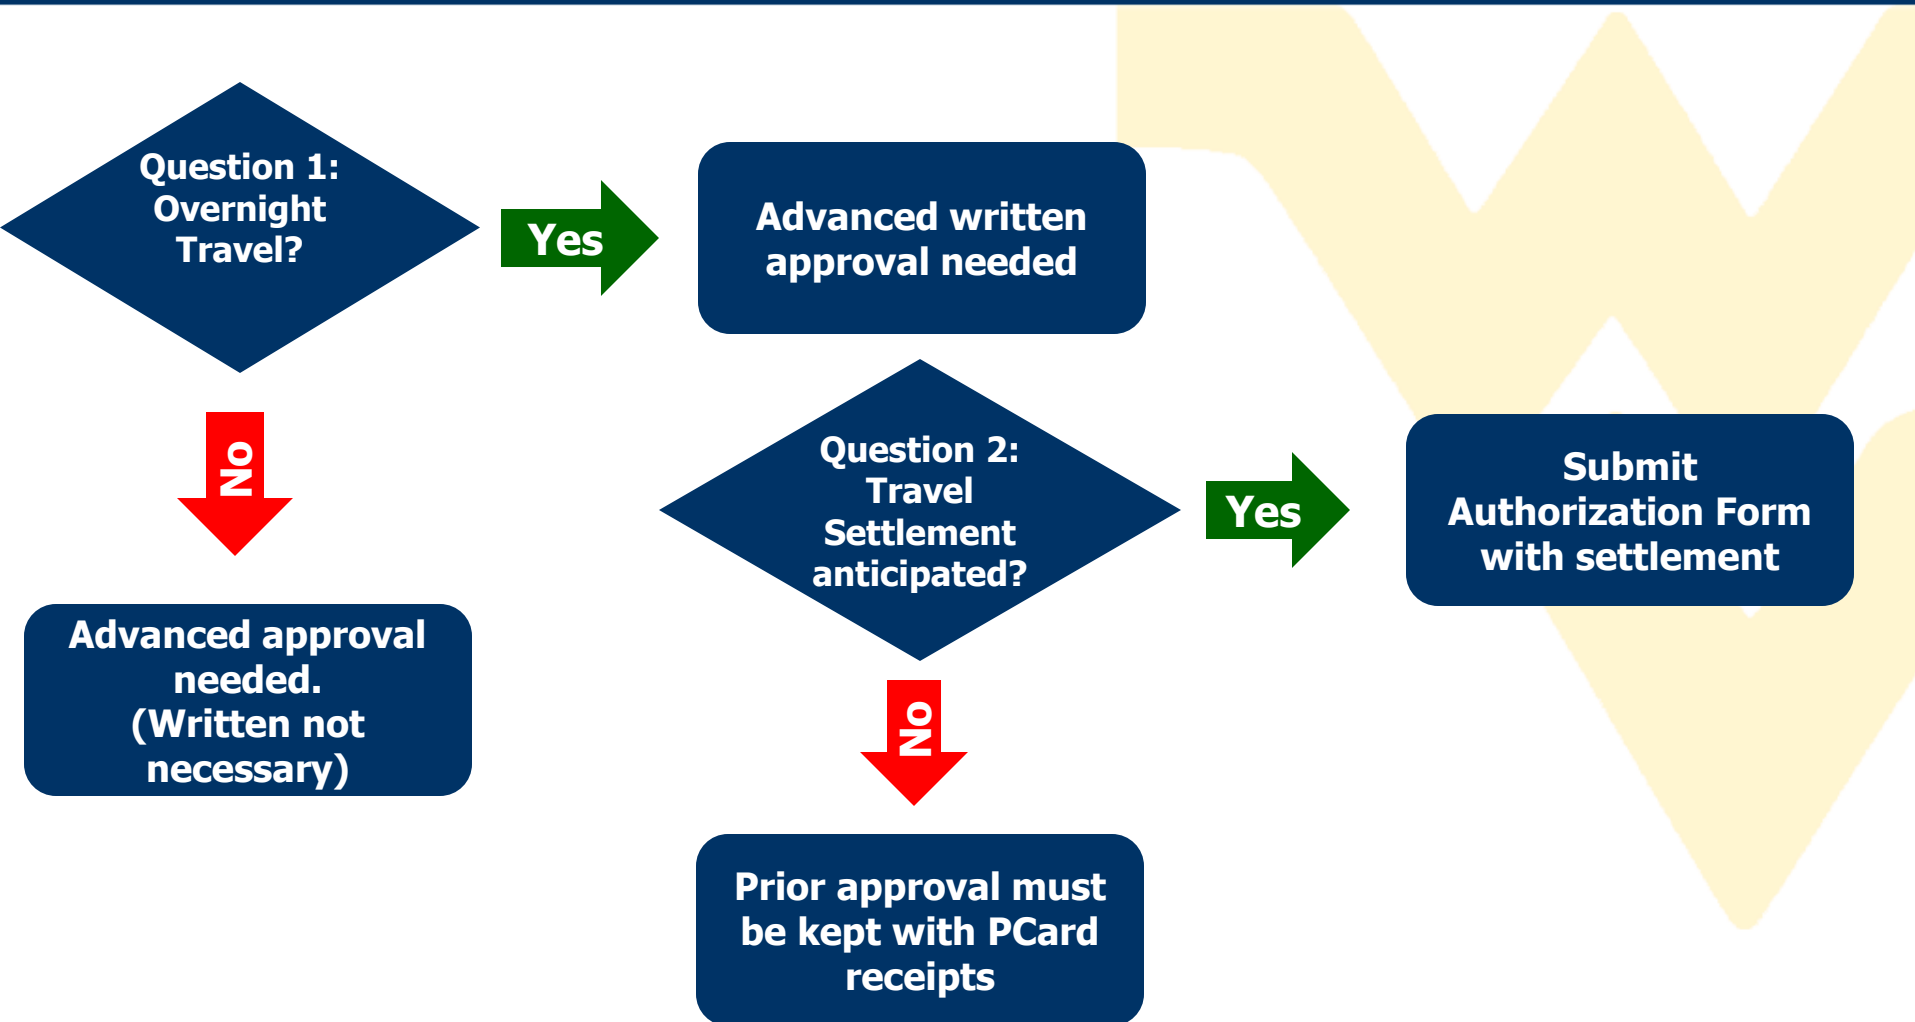 Question 1:
Overnight
Travel?
Yes
Advanced written
approval needed
No
Advanced approval
needed.
(Written not
necessary)
Question 2:
Travel
Settlement
anticipated?
Yes
Submit
Authorization Form
with settlement
No
Prior approval must
be kept with PCard
receipts